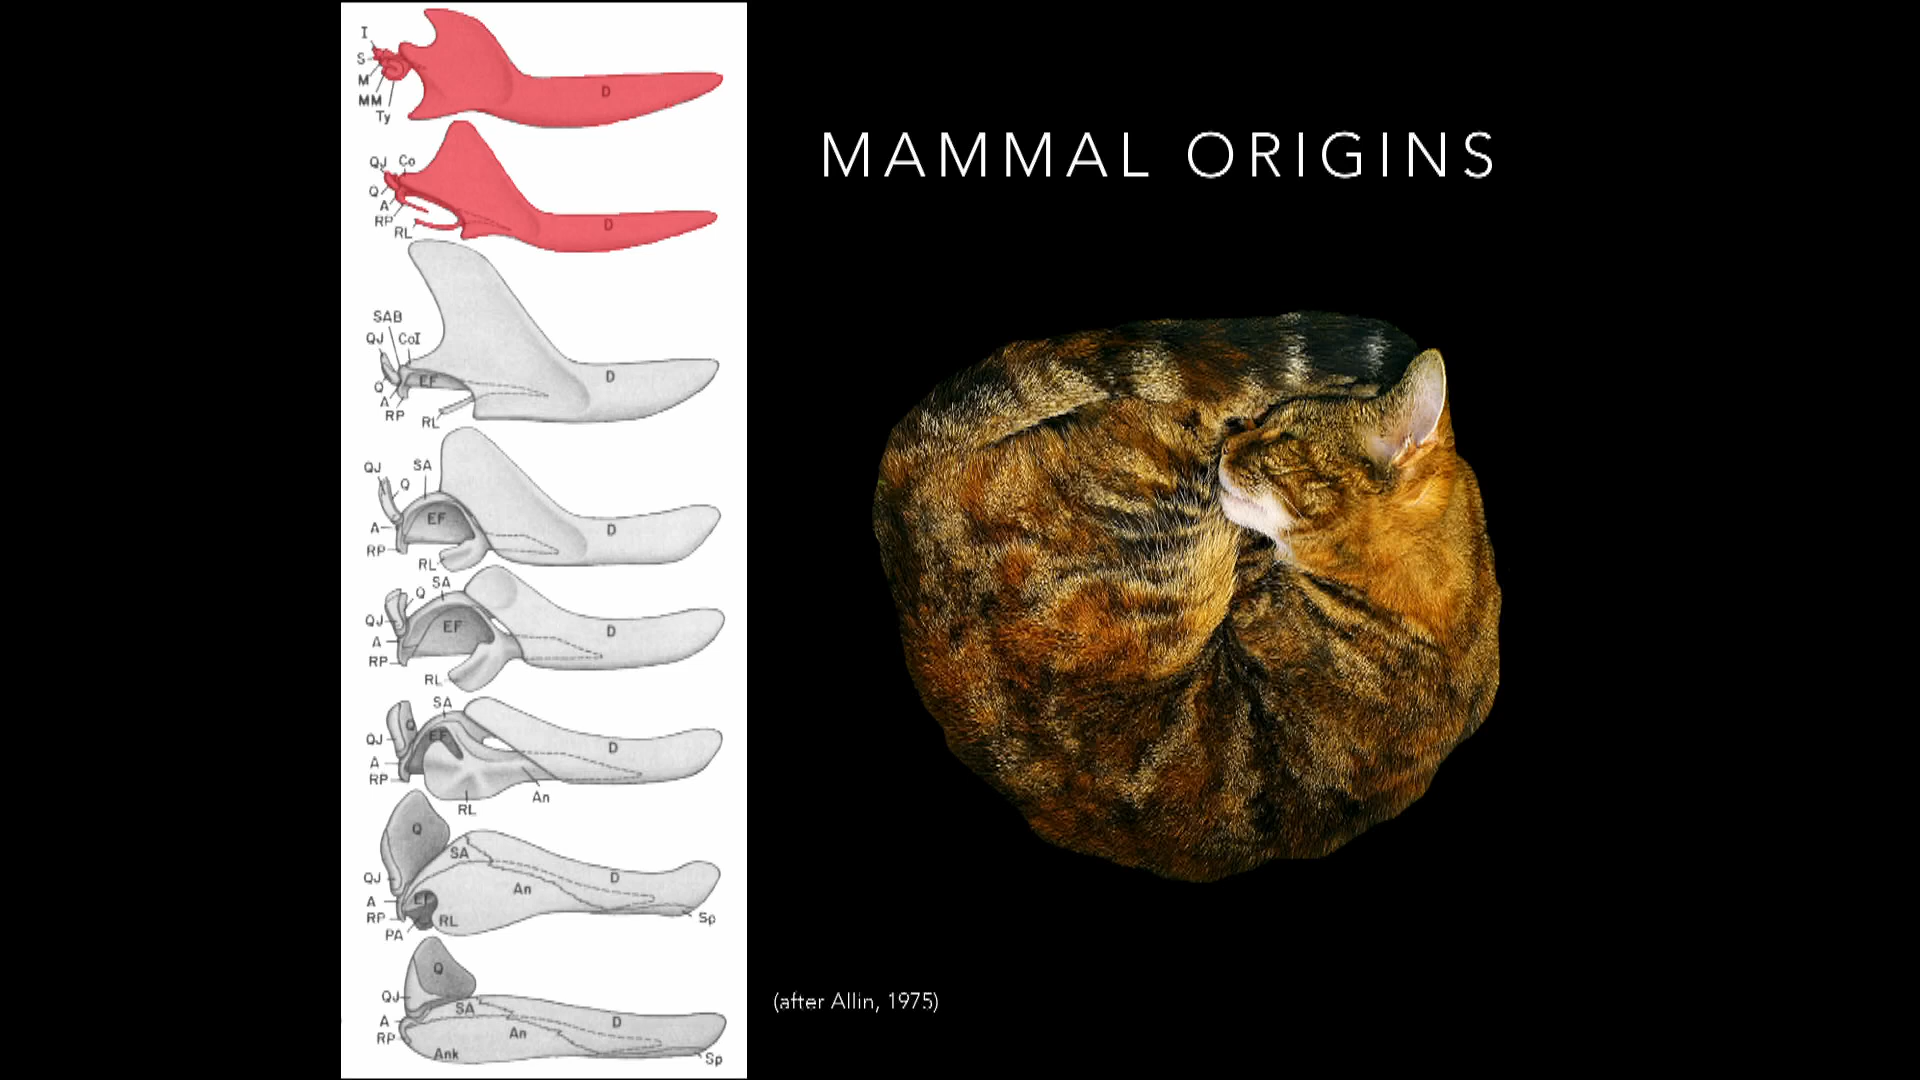 I
S
M
MM
Ty
D
MAMMAL ORIGINS
QJ Co
Q
A
RP
RL
D
SAB
QJ CoI
EF
Q
A
RP
RL
D
QJ
SA
Q
EF
A
RP
RL
D
SA
Q
QJ
EF
A
RP
RL
D
SA
Q
QJ
EF
A
RP
RL
An
D
Q
SA
QJ
An
D
A
EF
RP
RL
PA
Sp
Q
QJ
SA
A
An
D
RP
Ank
Sp
(after Allin, 1975)